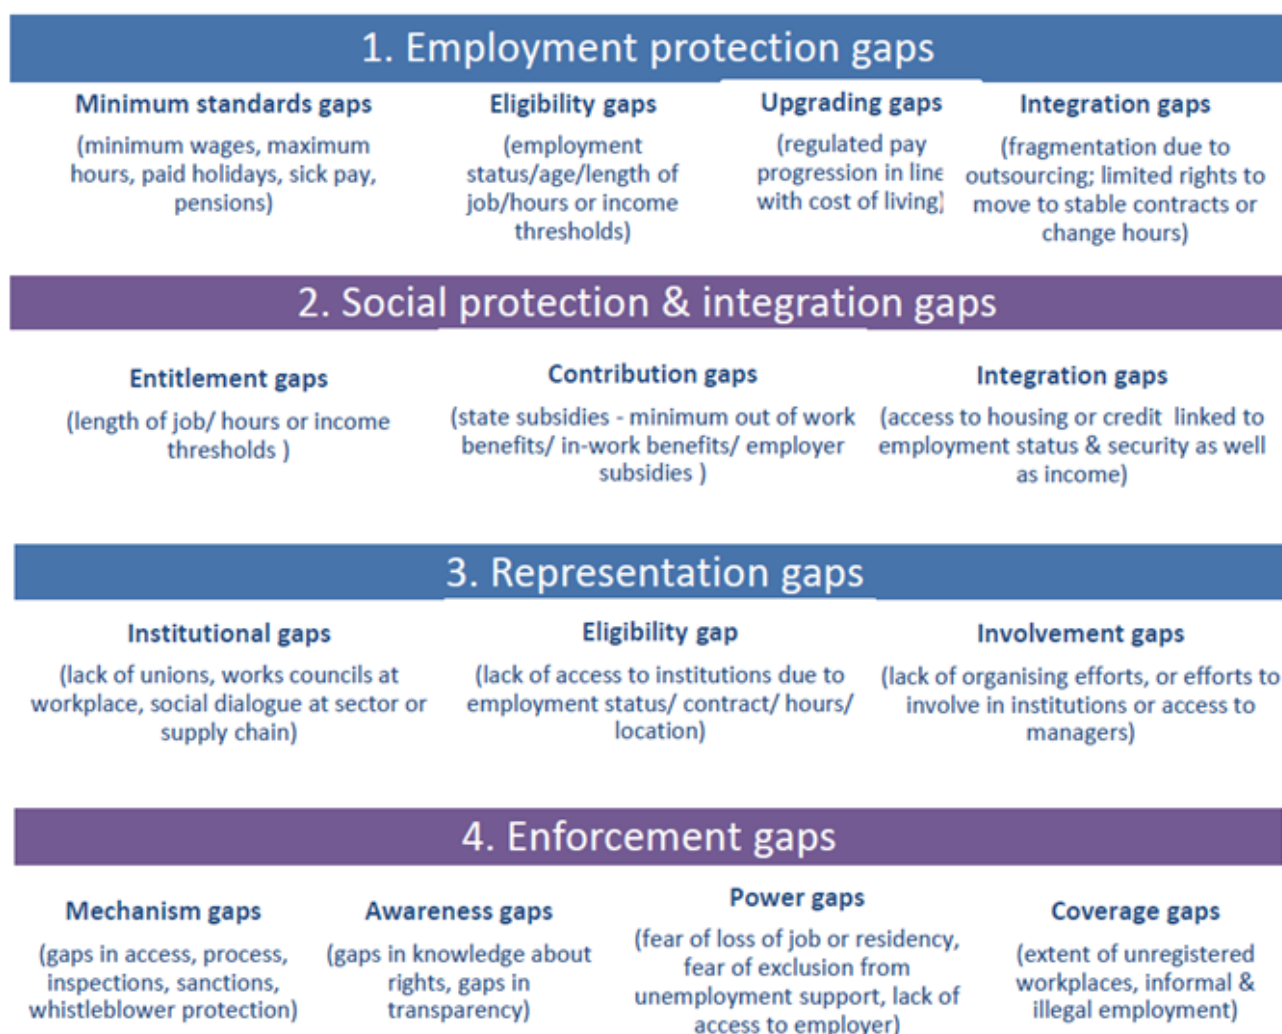 1. Employment protection gaps
Minimum standards gaps
(minimum wages, maximum
hours, paid holidays, sick pay,
pensions)
Eligibility gaps
(employment
status/age/length of
job/hours or income
thresholds)
Upgrading gaps
(regulated pay
progression in line
with cost of living)
Integration gaps
(fragmentation due to
outsourcing; limited rights to
move to stable contracts or
change hours)
2. Social protection & integration gaps
Entitlement gaps
(length of job/ hours or income
thresholds )
Contribution gaps
(state subsidies - minimum out of work
benefits/ in-work benefits/ employer
subsidies )
Integration gaps
(access to housing or credit  linked to
employment status & security as well
as income)
3. Representation gaps
Institutional gaps
(lack of unions, works councils at
workplace, social dialogue at sector or
supply chain)
Eligibility gap
(lack of access to institutions due to
employment status/ contract/ hours/
location)
Involvement gaps
(lack of organising efforts, or efforts to
involve in institutions or access to
managers)
4. Enforcement gaps
Mechanism gaps
(gaps in access, process,
inspections, sanctions,
whistleblower protection)
Awareness gaps
(gaps in knowledge about
rights, gaps in
transparency)
Power gaps
(fear of loss of job or residency,
fear of exclusion from
unemployment support, lack of
access to employer)
Coverage gaps
(extent of unregistered
workplaces, informal &
illegal employment)